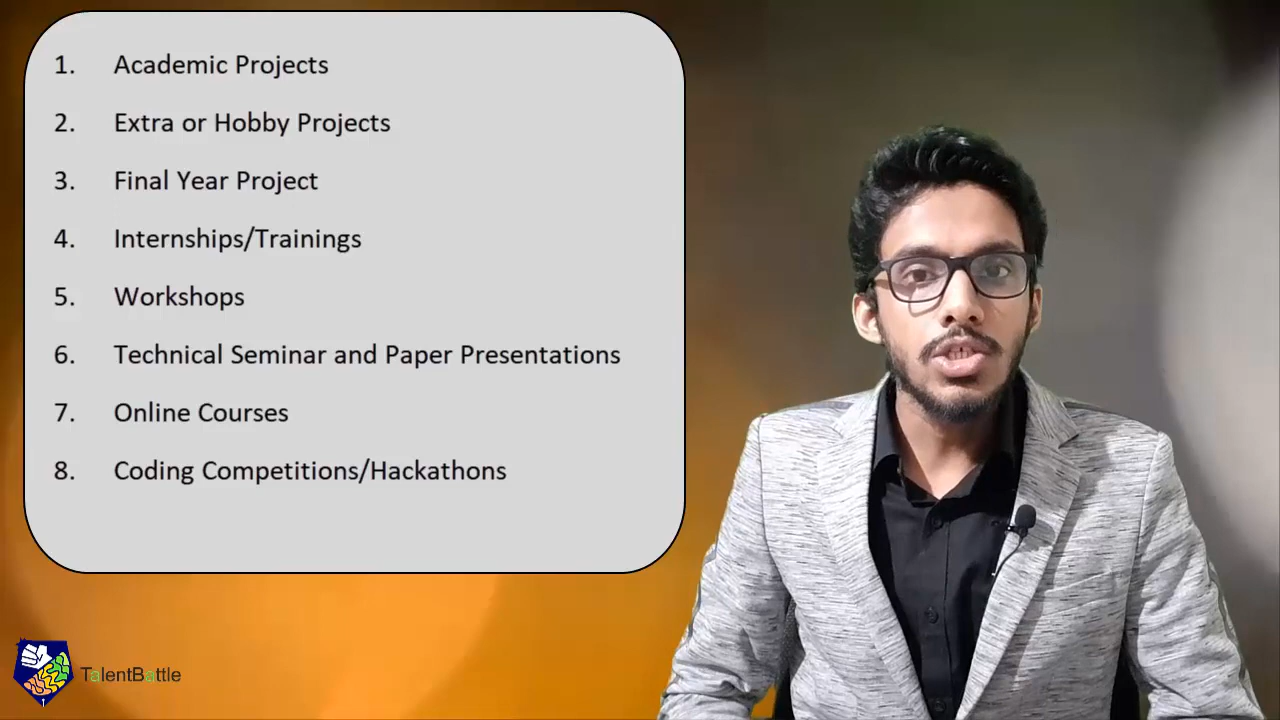 1. Academic Projects
2. Extra or Hobby Projects
3. Final Year Project
4. Internships/Trainings
5. Workshops
6. Technical Seminar and Paper Presentations
7. Online Courses
8. Coding Competitions/Hackathons
TalentBattle